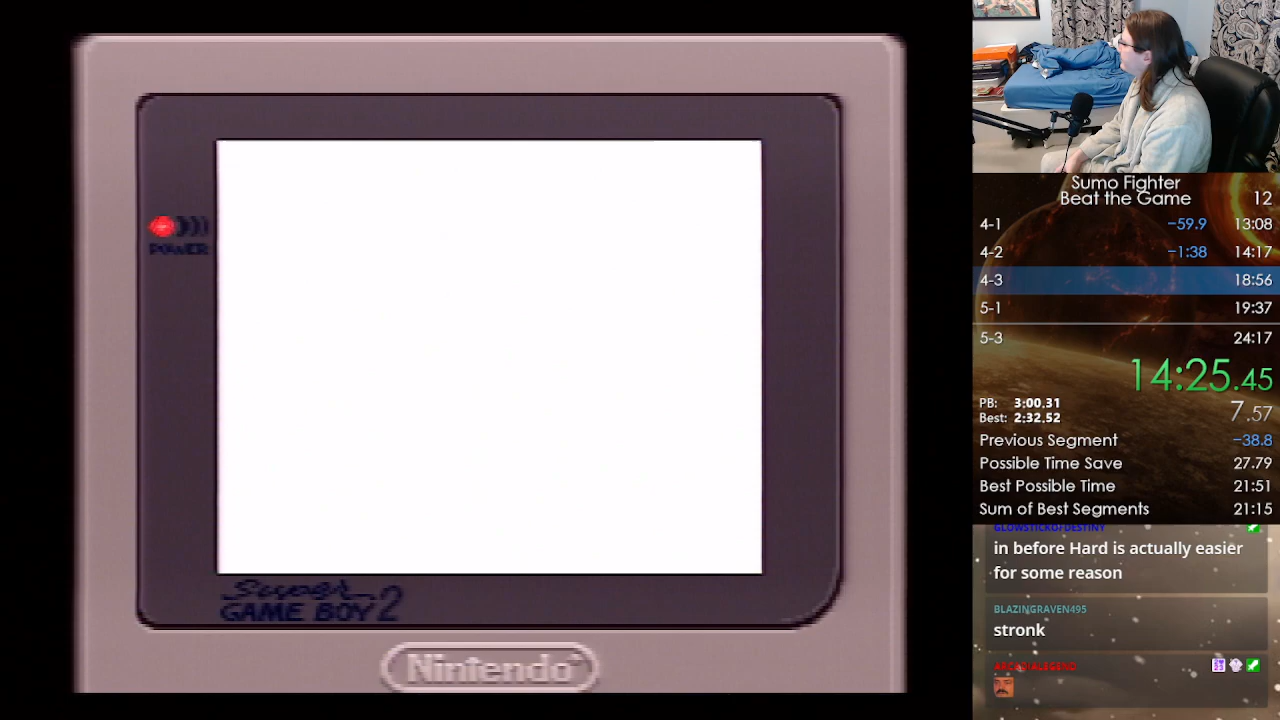 POWER
Super
GAME BOY 2
Nintendo
Sumo Fighter
Beat the Game 12
4-1 −59.9 13:08
4-2 −1:38 14:17
4-3 18:56
5-1 19:37
5-3 24:17
14:25.45
PB: 3:00.31
Best: 2:32.52
7.57
Previous Segment −38.8
Possible Time Save 27.79
Best Possible Time 21:51
Sum of Best Segments 21:15
GLOWSTICKOFDESTINY
in before Hard is actually easier
for some reason
BLAZINGRAVEN495
stronk
ARCADIALEGEND